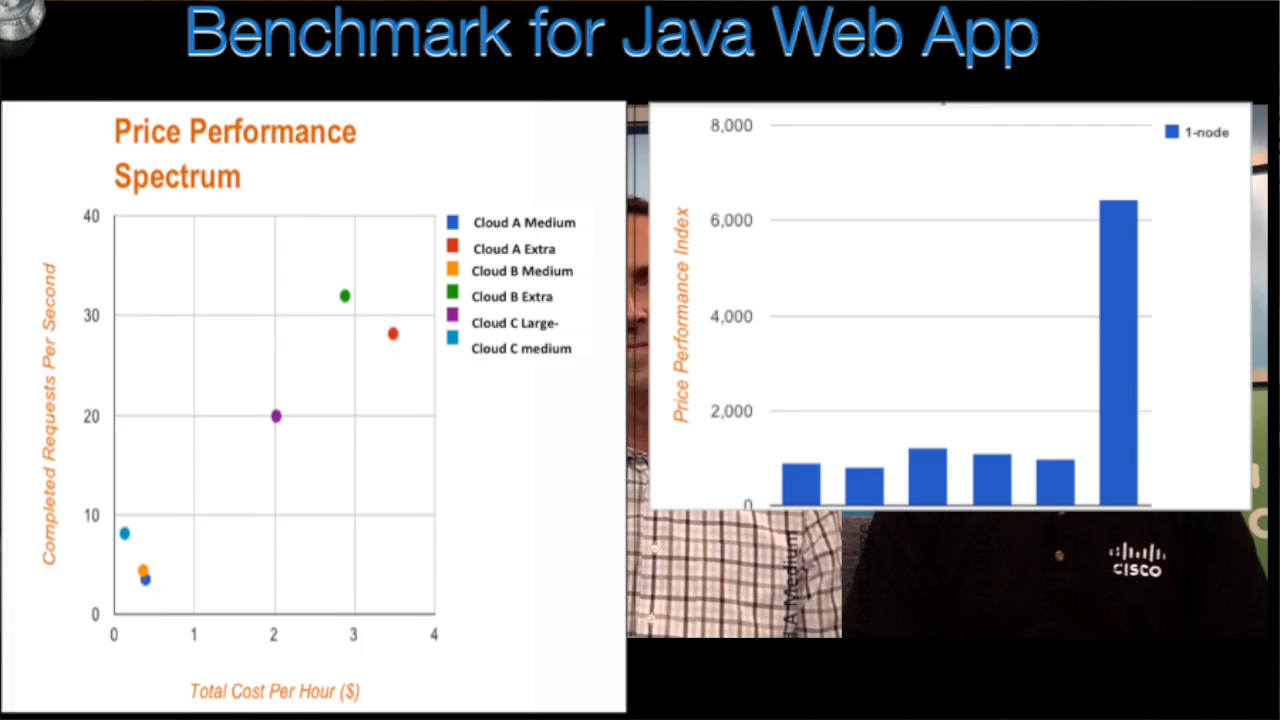 Benchmark for Java Web App
Price Performance
Spectrum
40
30
20
10
0
0 1 2 3 4
Completed Requests Per Second
Total Cost Per Hour ($)
Cloud A Medium
Cloud A Extra
Cloud B Medium
Cloud B Extra
Cloud C Large-
Cloud C medium
8,000
6,000
4,000
2,000
0
Price Performance Index
1-node
A Medium
CISCO